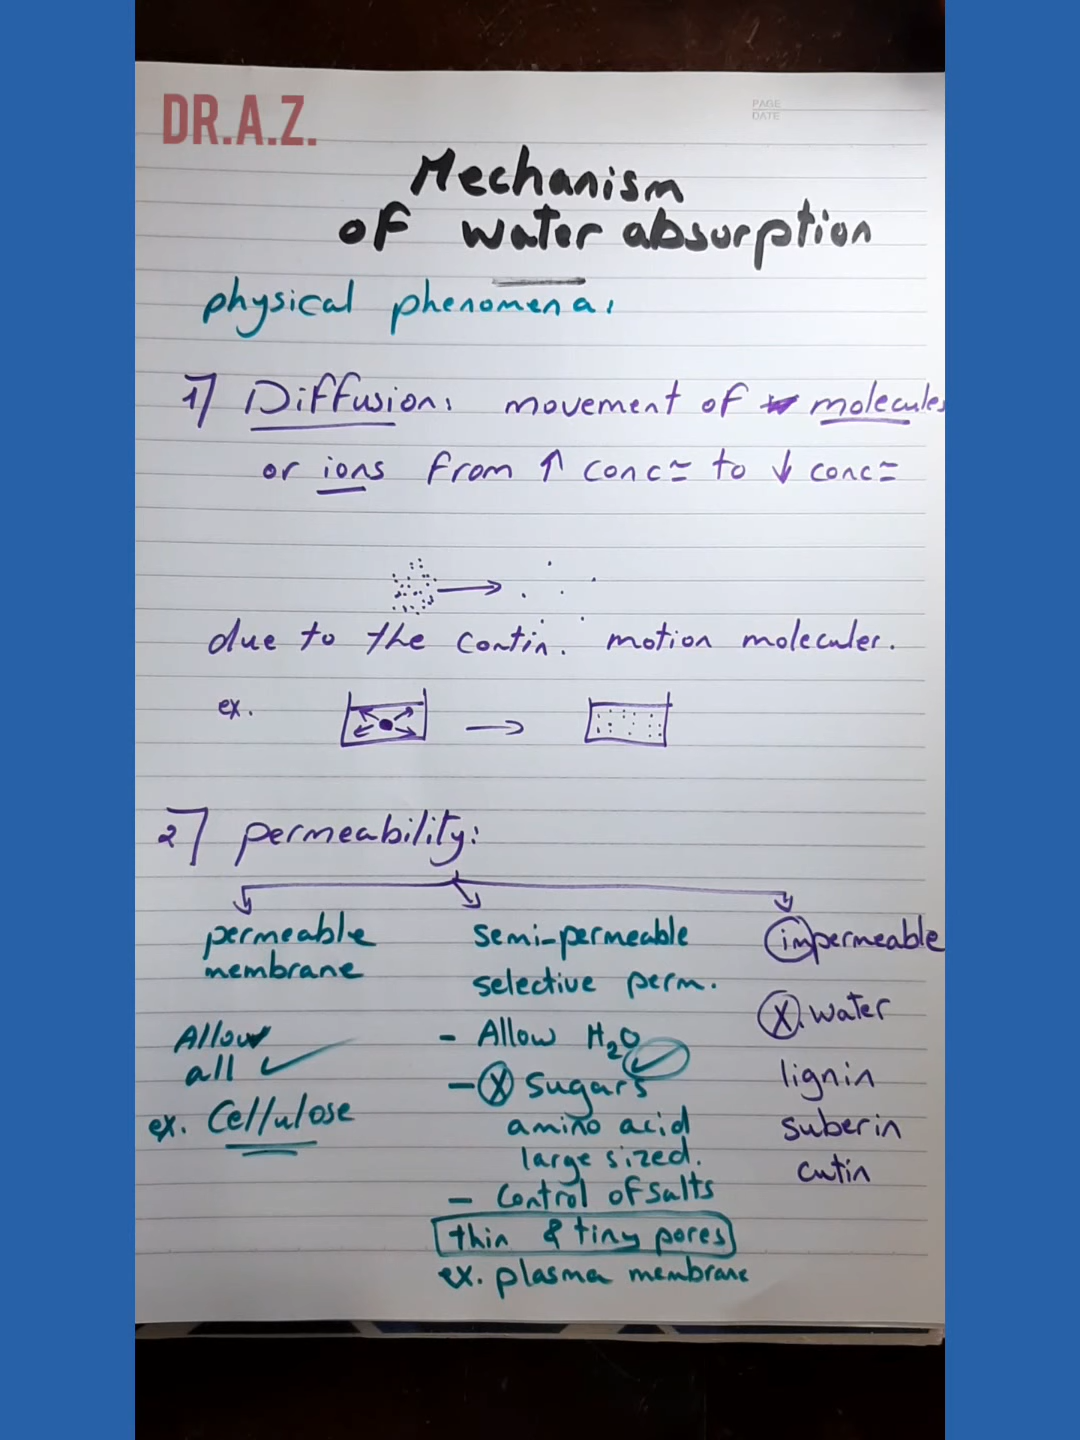 DR.A.Z.
PAGE
DATE
Mechanism
of water absorption
physical phenomena:
1) Diffusion: movement of molecules
or ions from ↑ conc= to ↓ conc=
due to the contin. motion moleculer.
ex.
2) permeability:
permeable
membrane
Allow
all ✓
ex. Cellulose
semi-permeable
selective perm.
- Allow H₂O ✓
- X sugars
amino acid
large sized.
- Control of salts
thin & tiny pores
ex. plasma membrane
impermeable
X. water
lignin
suberin
cutin